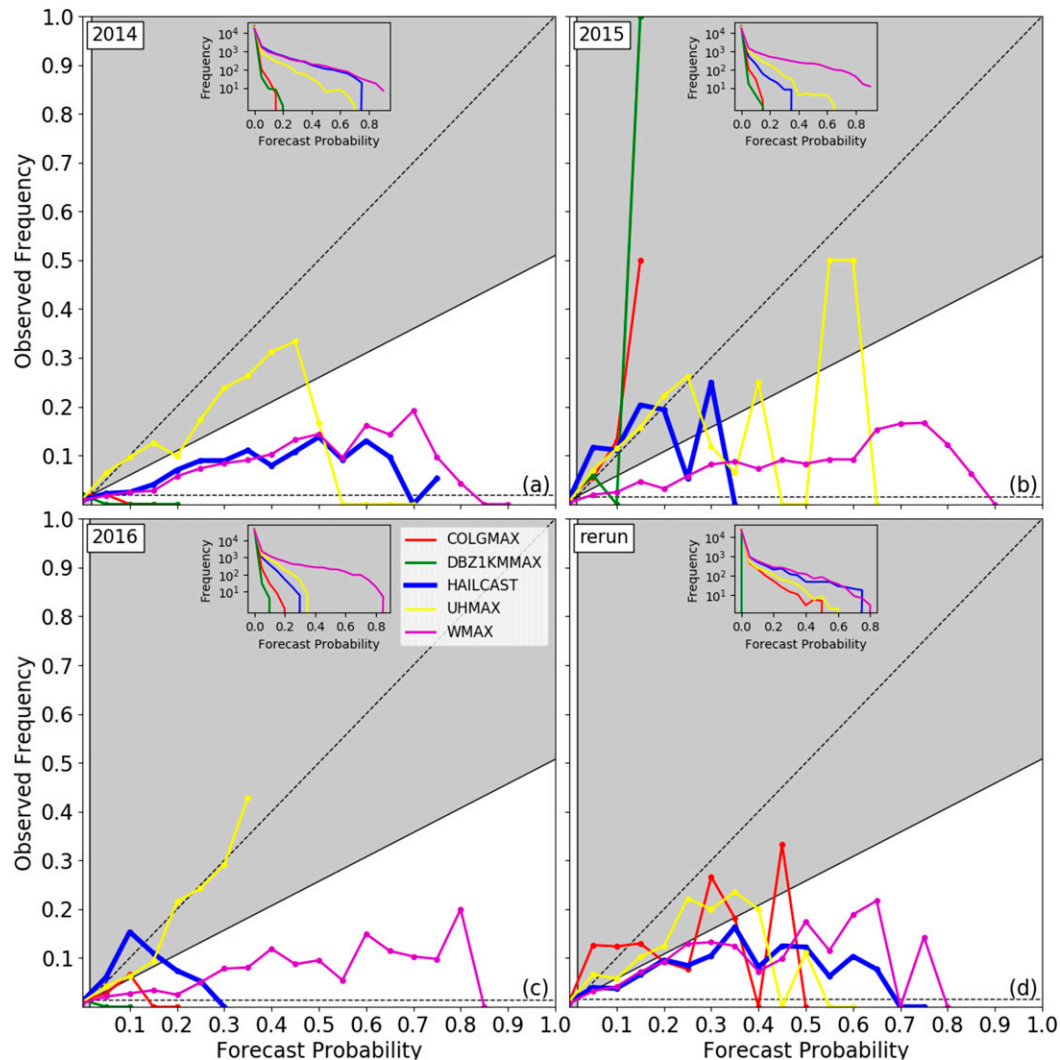 2014
2015
1.0
0.9
0.8
0.7
0.6
0.5
0.4
0.3
0.2
0.1
Observed Frequency
Frequency
10⁴
10³
10²
10¹
0.0 0.2 0.4 0.6 0.8
Forecast Probability
(a)
Frequency
10⁴
10³
10²
10¹
0.0 0.2 0.4 0.6 0.8
Forecast Probability
(b)
2016
rerun
1.0
0.9
0.8
0.7
0.6
0.5
0.4
0.3
0.2
0.1
Observed Frequency
Frequency
10⁴
10³
10²
10¹
0.0 0.2 0.4 0.6 0.8
Forecast Probability
COLGMAX
DBZ1KMMAX
HAILCAST
UHMAX
WMAX
(c)
Frequency
10⁴
10³
10²
10¹
0.0 0.2 0.4 0.6 0.8
Forecast Probability
(d)
0.1 0.2 0.3 0.4 0.5 0.6 0.7 0.8 0.9 1.0
Forecast Probability
0.1 0.2 0.3 0.4 0.5 0.6 0.7 0.8 0.9 1.0
Forecast Probability